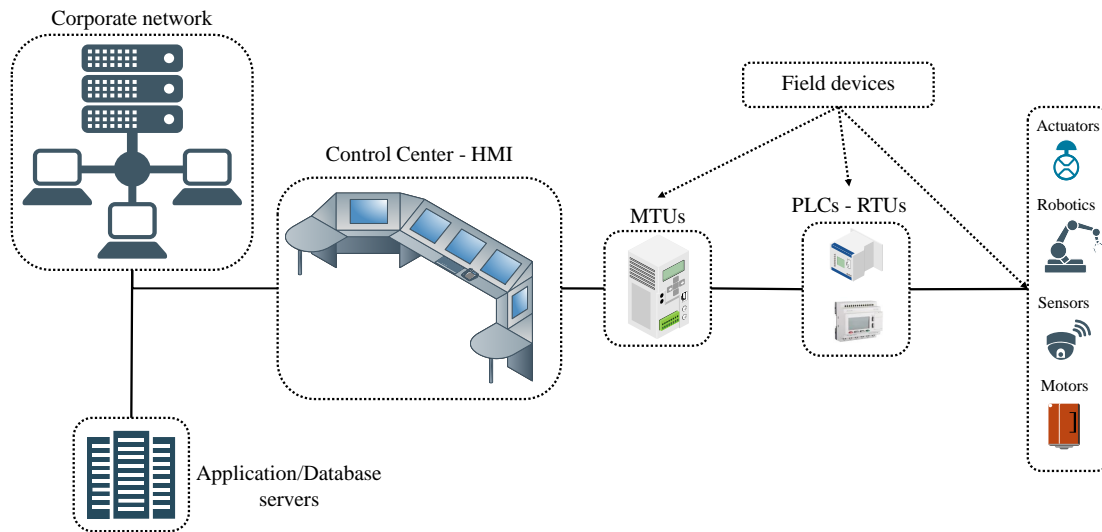 Corporate network
Field devices
Control Center - HMI
MTUs
PLCs - RTUs
Actuators
Robotics
Sensors
Motors
Application/Database
servers